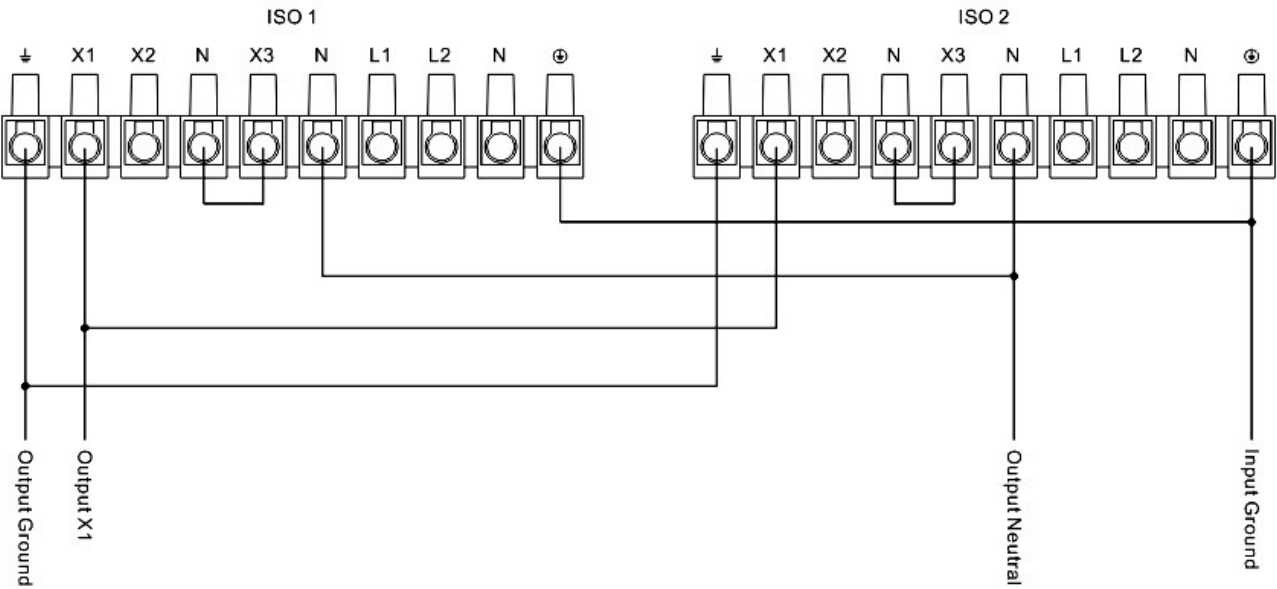 ISO 1 ISO 2
⏚ X1 X2 N X3 N L1 L2 N ⏚ ⏚ X1 X2 N X3 N L1 L2 N ⏚
Output Ground
Output X1
Output Neutral
Input Ground